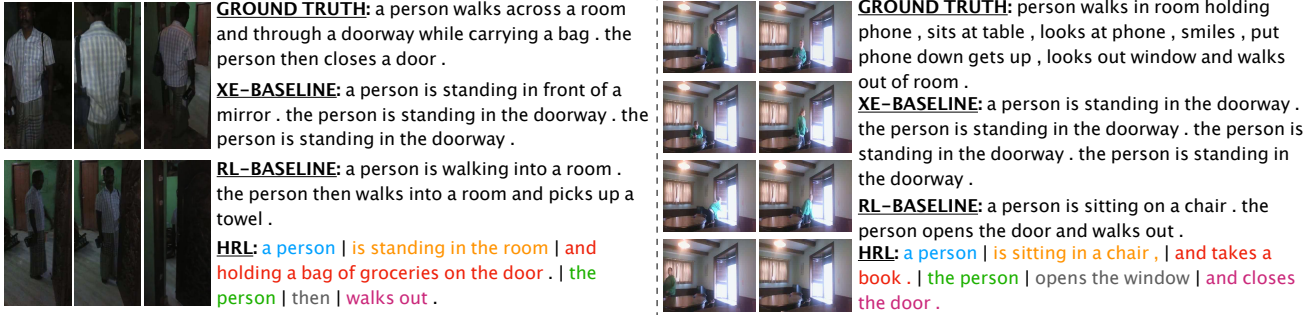 GROUND TRUTH: a person walks across a room
and through a doorway while carrying a bag . the
person then closes a door .
XE-BASELINE: a person is standing in front of a
mirror . the person is standing in the doorway . the
person is standing in the doorway .
RL-BASELINE: a person is walking into a room .
the person then walks into a room and picks up a
towel .
HRL: a person | is standing in the room | and
holding a bag of groceries on the door . | the
person | then | walks out .
GROUND TRUTH: person walks in room holding
phone , sits at table , looks at phone , smiles , put
phone down gets up , looks out window and walks
out of room .
XE-BASELINE: a person is standing in the doorway .
the person is standing in the doorway . the person is
standing in the doorway . the person is standing in
the doorway .
RL-BASELINE: a person is sitting on a chair . the
person opens the door and walks out .
HRL: a person | is sitting in a chair , | and takes a
book . | the person | opens the window | and closes
the door .